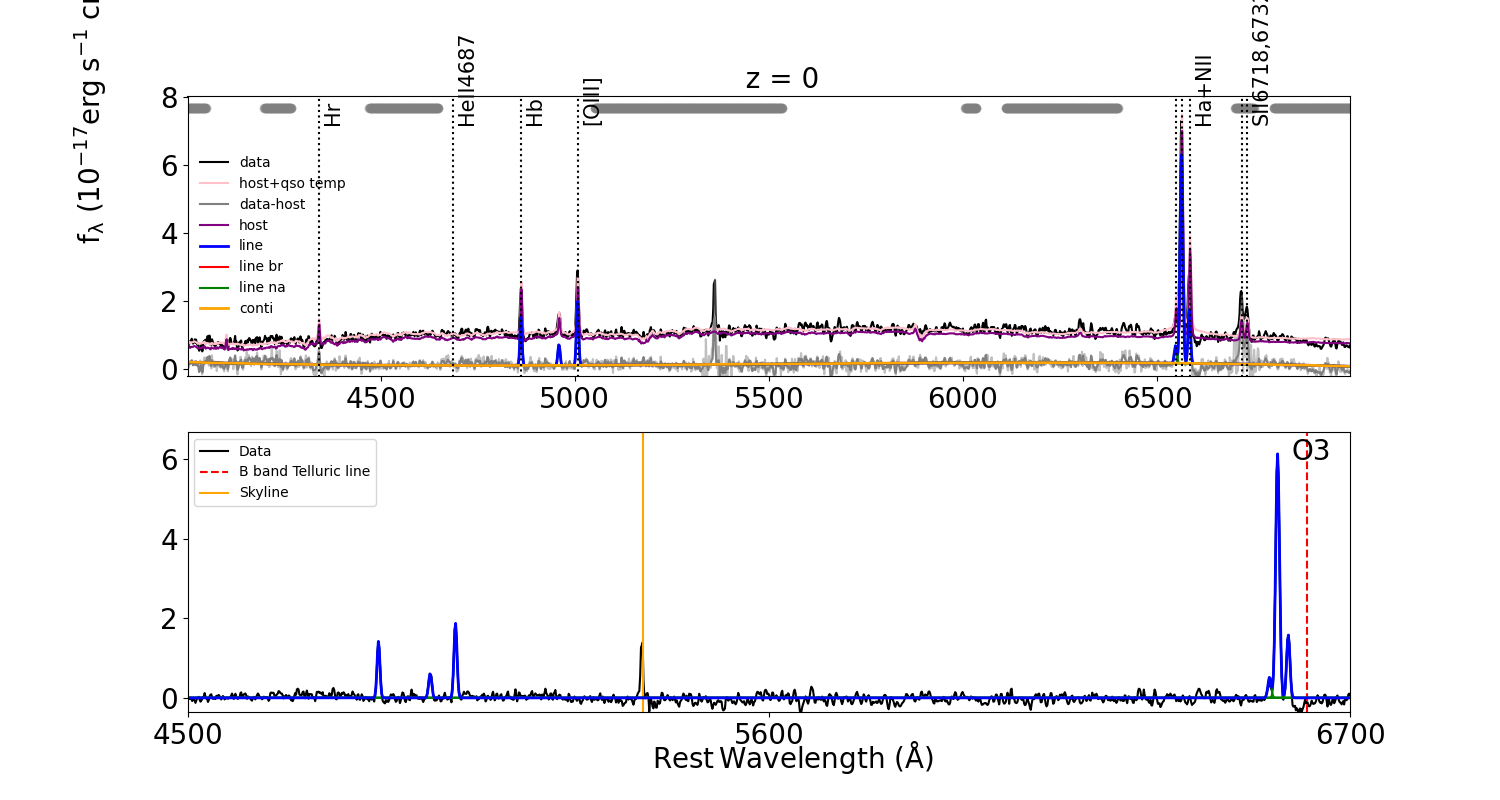 z = 0
f_λ (10^−17 erg s^−1
Hr
HeII4687
Hb
[OIII]
Ha+NII
SII6718,673
8
6
4
2
0
data
host+qso temp
data-host
host
line
line br
line na
conti
4500
5000
5500
6000
6500
6
4
2
0
Data
B band Telluric line
Skyline
O3
4500
5600
6700
Rest Wavelength (Å)